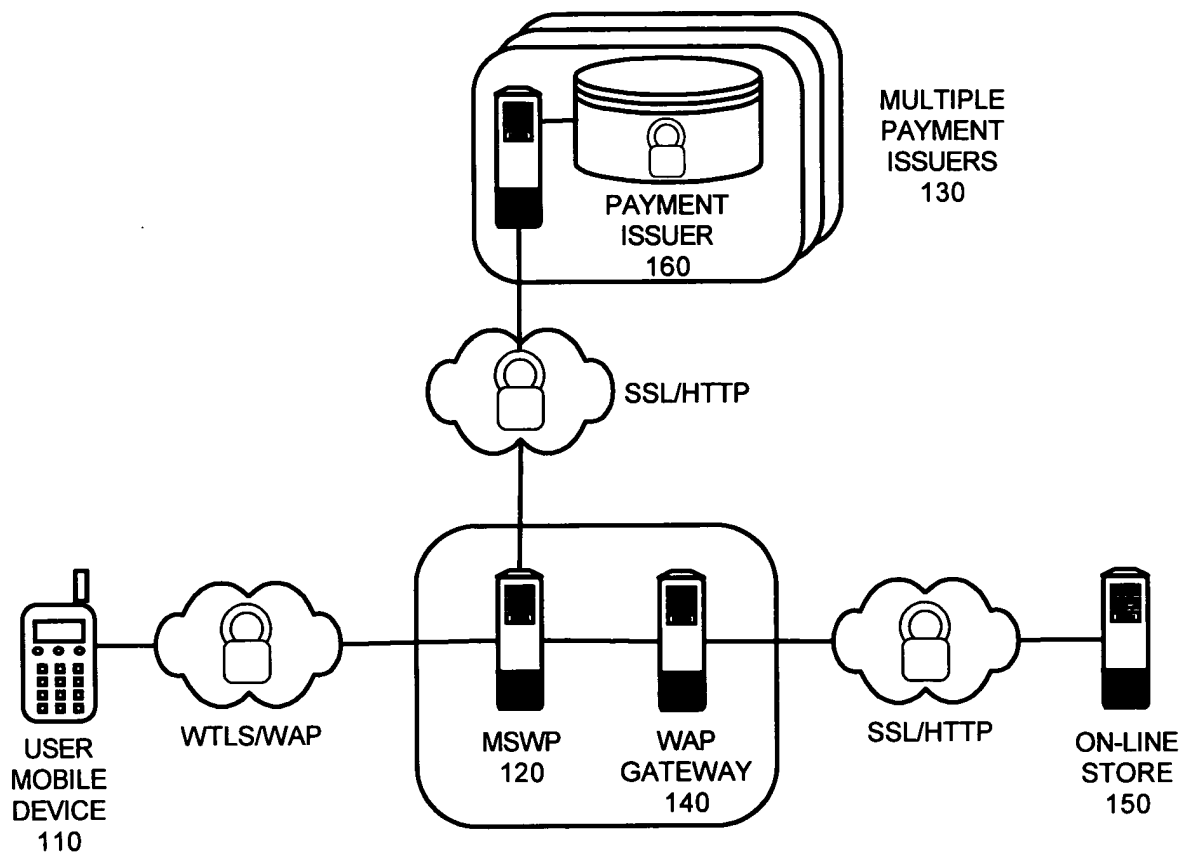 MULTIPLE
PAYMENT
ISSUERS
130
PAYMENT
ISSUER
160
SSL/HTTP
WTLS/WAP
SSL/HTTP
USER
MOBILE
DEVICE
110
MSWP
120
WAP
GATEWAY
140
ON-LINE
STORE
150